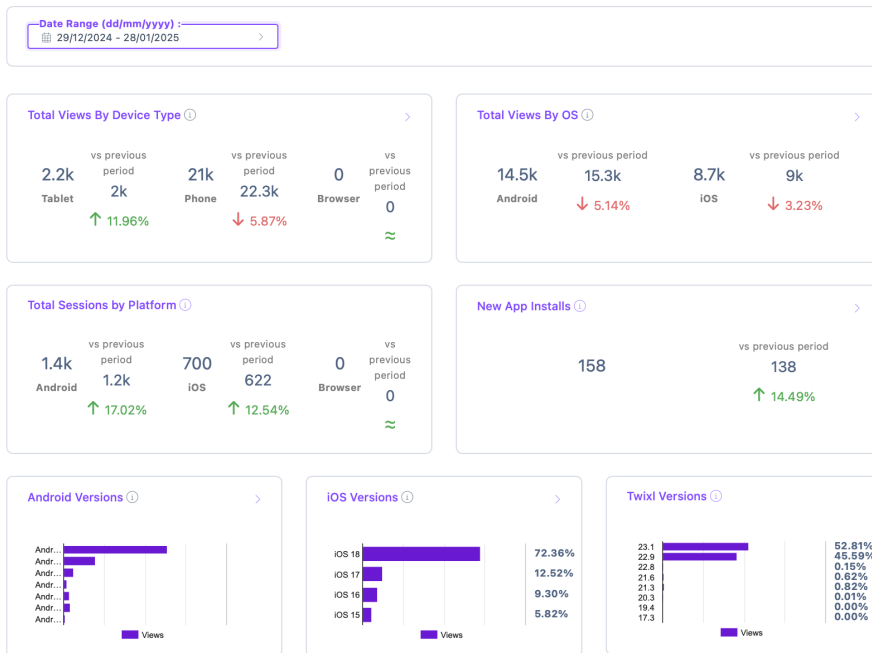 Date Range (dd/mm/yyyy) :
29/12/2024 - 28/01/2025
Total Views By Device Type
2.2k
Tablet
vs previous
period
2k
11.96%
21k
Phone
vs previous
period
22.3k
5.87%
0
Browser
vs
previous
period
0
≈
Total Views By OS
14.5k
Android
vs previous period
15.3k
5.14%
8.7k
iOS
vs previous period
9k
3.23%
Total Sessions by Platform
1.4k
Android
vs previous
period
1.2k
17.02%
700
iOS
vs previous
period
622
12.54%
0
Browser
vs
previous
period
0
≈
New App Installs
158
vs previous period
138
14.49%
Android Versions
Andr...
Andr...
Andr...
Andr...
Andr...
Andr...
Andr...
Views
iOS Versions
iOS 18 72.36%
iOS 17 12.52%
iOS 16 9.30%
iOS 15 5.82%
Views
Twixl Versions
23.1 52.81%
22.9 45.59%
22.8 0.15%
21.6 0.62%
21.3 0.82%
20.3 0.01%
19.4 0.00%
17.3 0.00%
Views